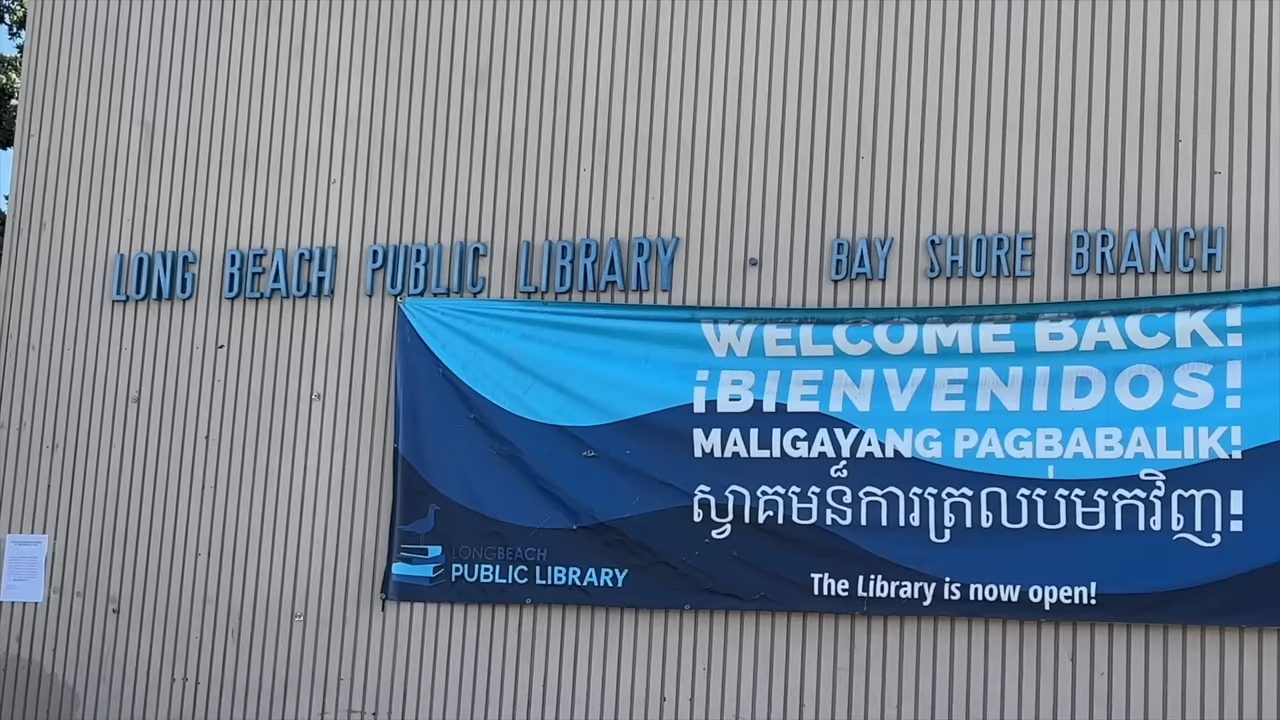 LONG BEACH PUBLIC LIBRARY · BAY SHORE BRANCH
WELCOME BACK!
¡BIENVENIDOS!
MALIGAYANG PAGBABALIK!
ស្វាគមន៏ការត្រលប់មកវិញ!
LONGBEACH
PUBLIC LIBRARY
The Library is now open!